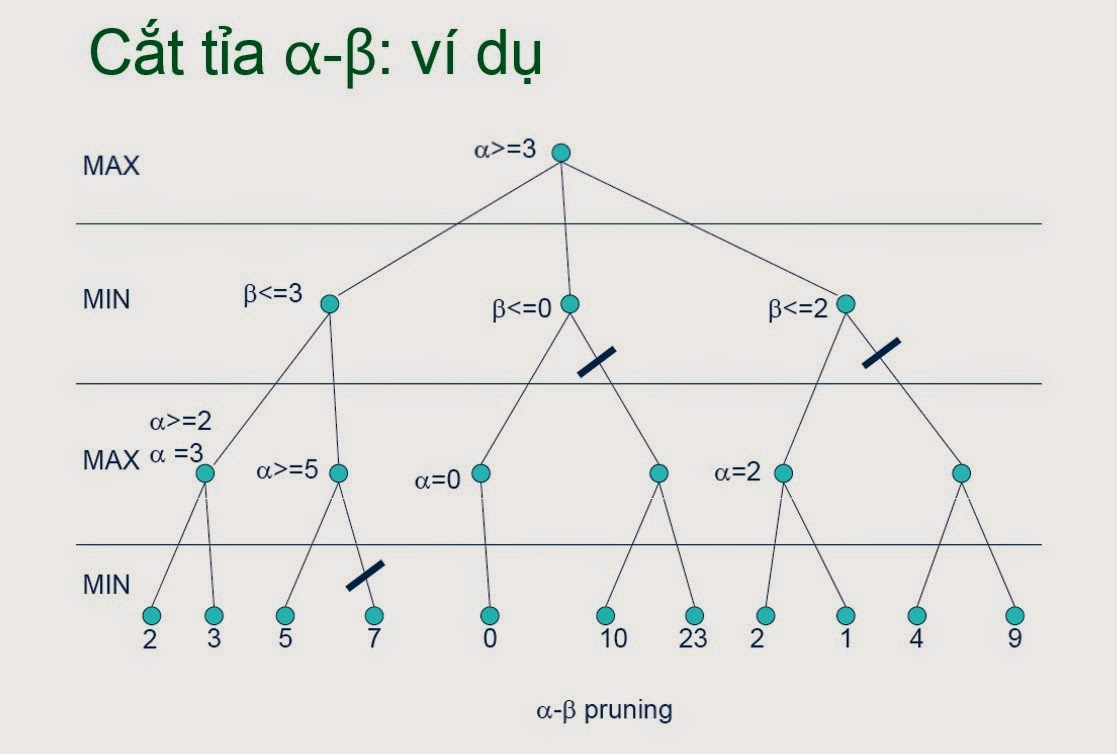 Cắt tỉa α-β: ví dụ
α>=3
MAX
MIN
β<=3
β<=0
β<=2
α>=2
MAX
α =3
α>=5
α=0
α=2
MIN
2 3 5 7 0 10 23 2 1 4 9
α-β pruning